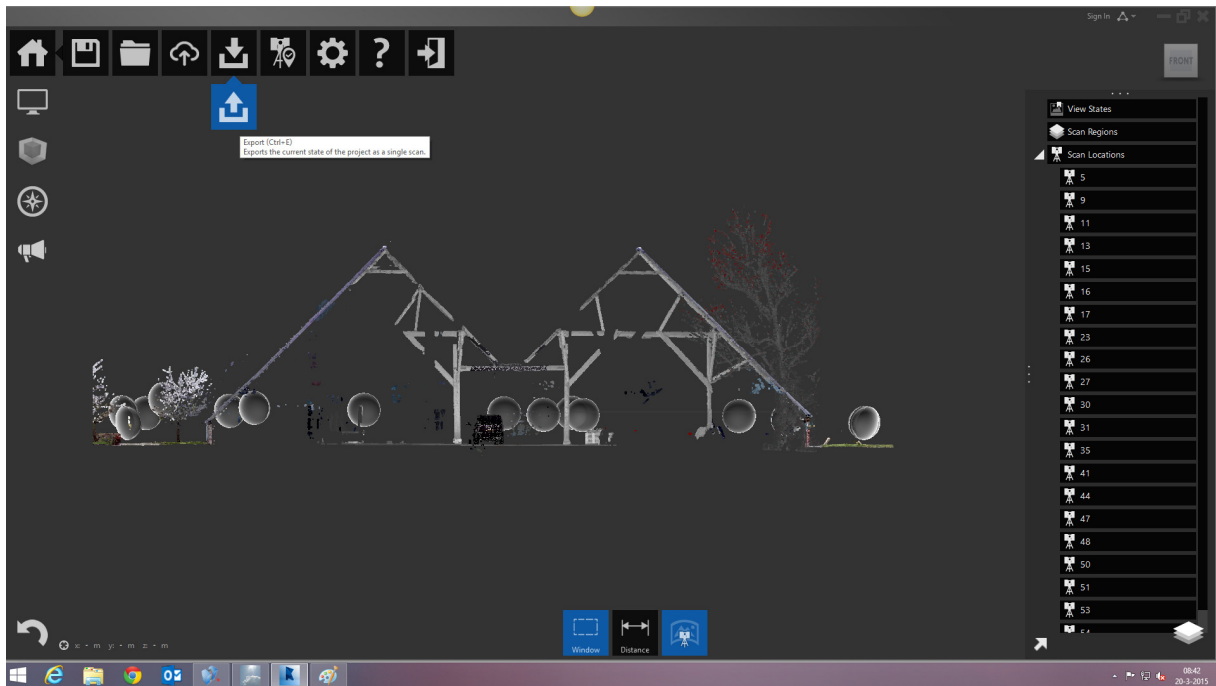 Sign In
FRONT
Export (Ctrl+E)
Exports the current state of the project as a single scan.
View States
Scan Regions
Scan Locations
5
9
11
13
15
16
17
23
26
27
30
31
35
41
44
47
48
50
51
53
54
x: - m y: - m z: - m
Window
Distance
08:42
20-3-2015